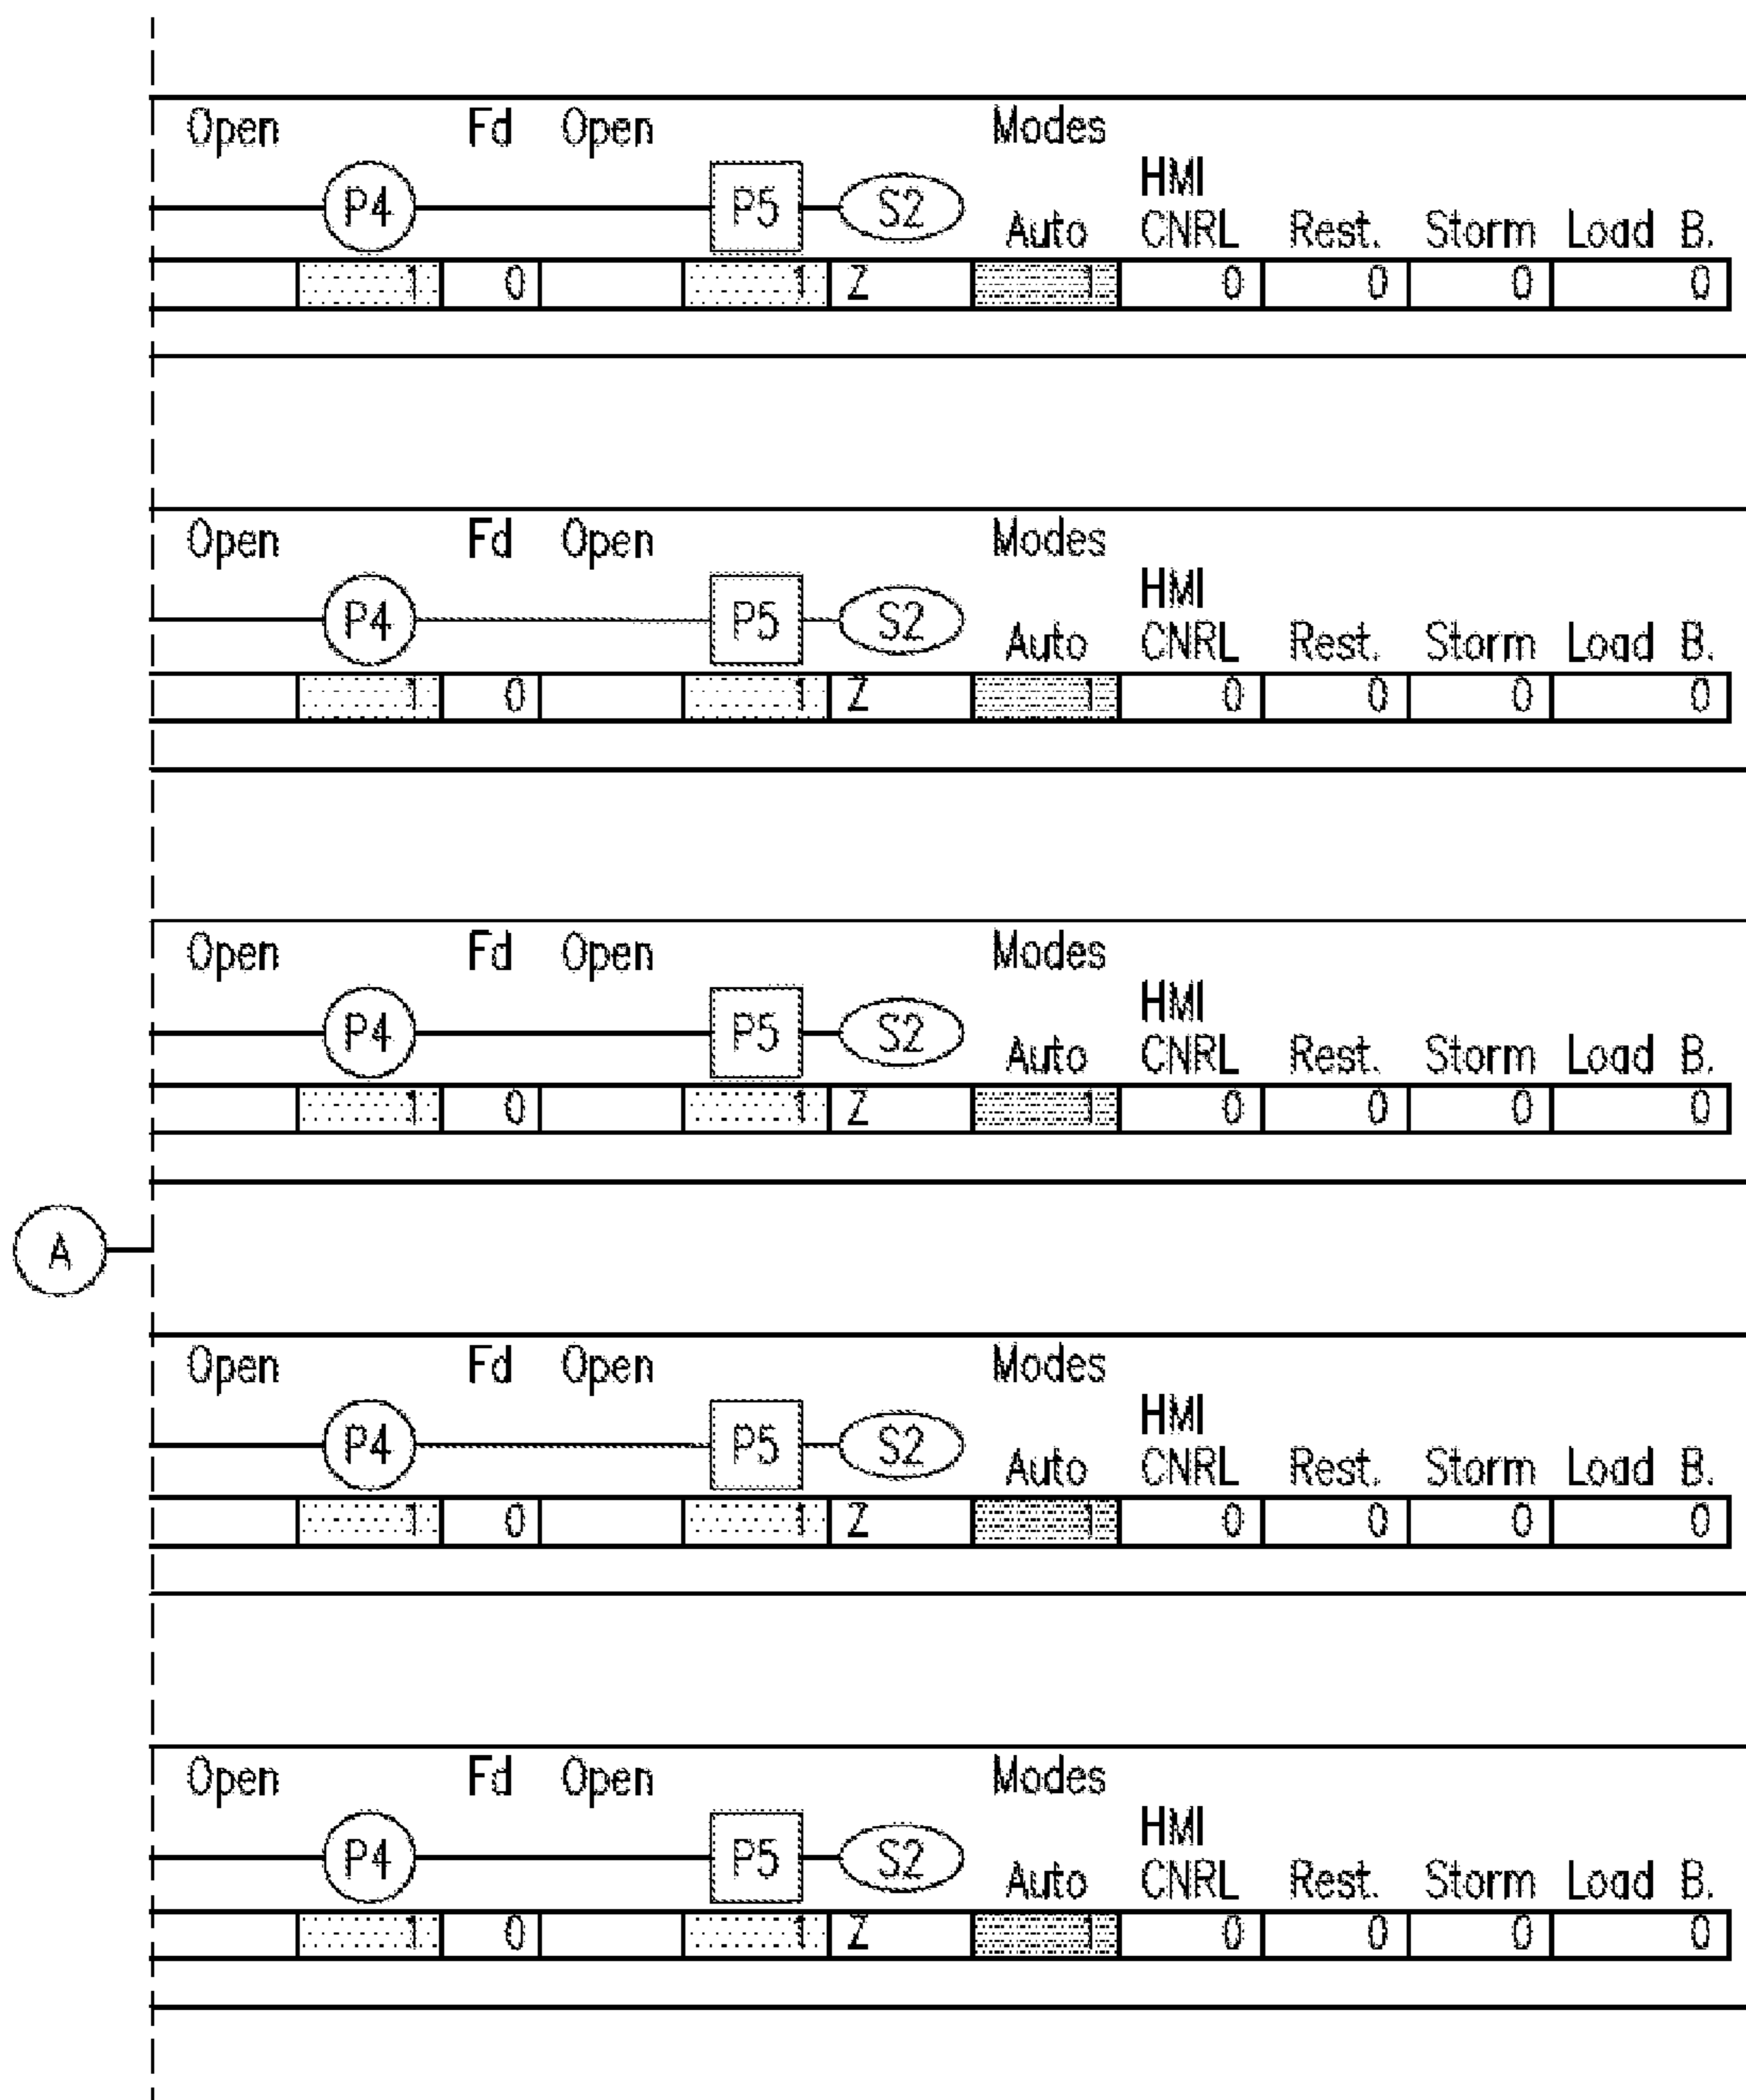 Open Fd Open Modes
P4 P5 S2 HMI
Auto CNRL Rest. Storm Load B.
1 0 1 Z 1 0 0 0 0
Open Fd Open Modes
P4 P5 S2 HMI
Auto CNRL Rest. Storm Load B.
1 0 1 Z 1 0 0 0 0
Open Fd Open Modes
P4 P5 S2 HMI
Auto CNRL Rest. Storm Load B.
1 0 1 Z 1 0 0 0 0
A
Open Fd Open Modes
P4 P5 S2 HMI
Auto CNRL Rest. Storm Load B.
1 0 1 Z 1 0 0 0 0
Open Fd Open Modes
P4 P5 S2 HMI
Auto CNRL Rest. Storm Load B.
1 0 1 Z 1 0 0 0 0